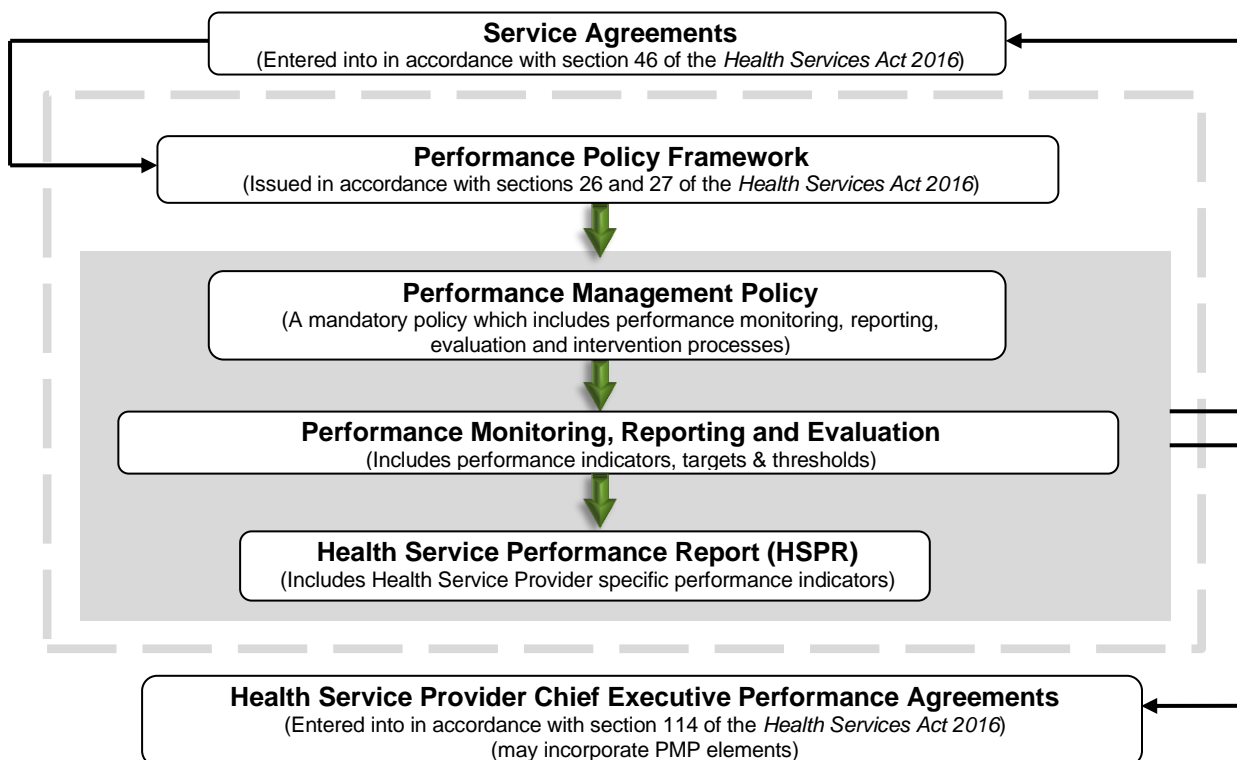 Service Agreements
(Entered into in accordance with section 46 of the Health Services Act 2016)
Performance Policy Framework
(Issued in accordance with sections 26 and 27 of the Health Services Act 2016)
Performance Management Policy
(A mandatory policy which includes performance monitoring, reporting,
evaluation and intervention processes)
Performance Monitoring, Reporting and Evaluation
(Includes performance indicators, targets & thresholds)
Health Service Performance Report (HSPR)
(Includes Health Service Provider specific performance indicators)
Health Service Provider Chief Executive Performance Agreements
(Entered into in accordance with section 114 of the Health Services Act 2016)
(may incorporate PMP elements)